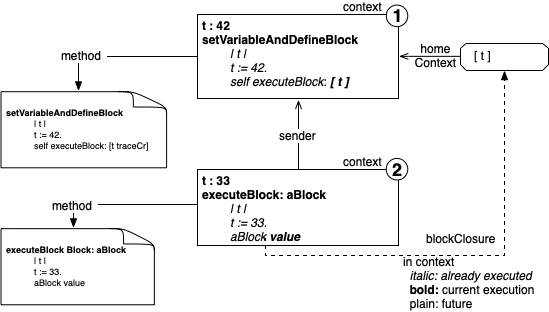 context
1
t : 42
setVariableAndDefineBlock
| t |
t := 42.
self executeBlock: [ t ]
method
home
Context
[ t ]
setVariableAndDefineBlock
| t |
t := 42.
self executeBlock: [t traceCr]
sender
context
2
t : 33
executeBlock: aBlock
| t |
t := 33.
aBlock value
method
executeBlock Block: aBlock
| t |
t := 33.
aBlock value
blockClosure
in context
italic: already executed
bold: current execution
plain: future